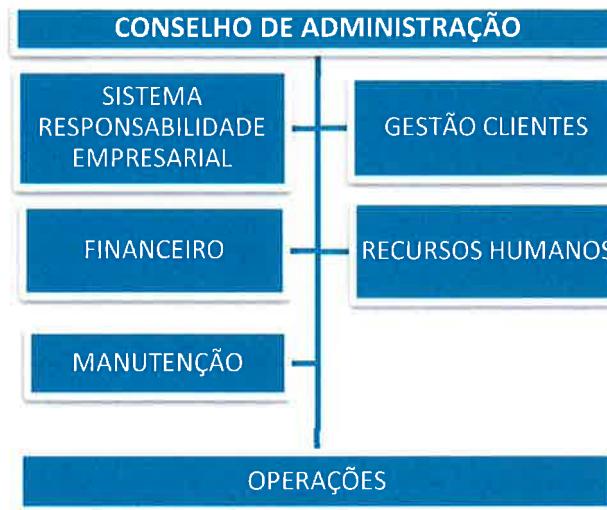 CONSELHO DE ADMINISTRAÇÃO
SISTEMA
RESPONSABILIDADE
EMPRESARIAL
GESTÃO CLIENTES
FINANCEIRO
RECURSOS HUMANOS
MANUTENÇÃO
OPERAÇÕES